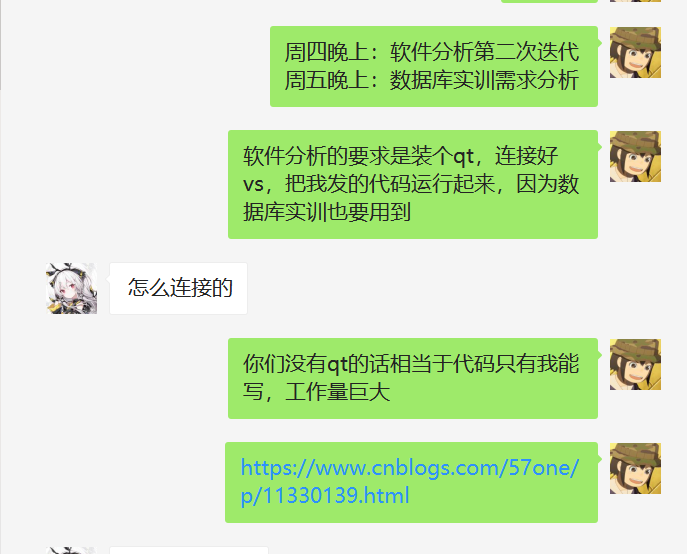 周四晚上：软件分析第二次迭代
周五晚上：数据库实训需求分析
软件分析的要求是装个qt，连接好
vs，把我发的代码运行起来，因为数
据库实训也要用到
怎么连接的
你们没有qt的话相当于代码只有我能
写，工作量巨大
https://www.cnblogs.com/57one/
p/11330139.html